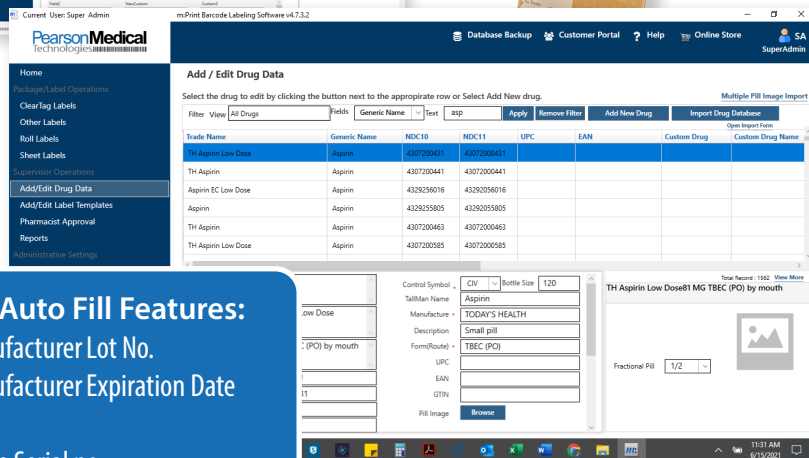 Field1 NewCustom Custom3
Current User: Super Admin m:Print Barcode Labeling Software v4.7.3.2
PearsonMedical
Technologies
Database Backup Customer Portal ? Help Online Store SA
SuperAdmin
Home
Package/Label Operations
ClearTag Labels
Other Labels
Roll Labels
Sheet Labels
Supervisor Operations
Add/Edit Drug Data
Add/Edit Label Templates
Pharmacist Approval
Reports
Administrative Settings
Add / Edit Drug Data
Select the drug to edit by clicking the button next to the appropirate row or Select Add New drug. Multiple Pill Image Import
Filter View All Drugs Fields Generic Name Text asp Apply Remove Filter Add New Drug Import Drug Database
Open Import Form
Trade Name Generic Name NDC10 NDC11 UPC EAN Custom Drug Custom Drug Name
TH Aspirin Low Dose Aspirin 4307200431 43072000431
TH Aspirin Aspirin 4307200441 43072000441
Aspirin EC Low Dose Aspirin 4329256016 43292056016
Aspirin Aspirin 4329255805 43292055805
TH Aspirin Aspirin 4307200463 43072000463
TH Aspirin Low Dose Aspirin 4307200585 43072000585
Total Record : 1562 View More
Auto Fill Features:
ufacturer Lot No.
ufacturer Expiration Date
Serial no
ow Dose
(PO) by mouth
Control Symbol CIV Bottle Size 120
TallMan Name Aspirin
Manufacture * TODAY'S HEALTH
Description Small pill
Form(Route) * TBEC (PO)
UPC
EAN
GTIN
Pill Image Browse
TH Aspirin Low Dose81 MG TBEC (PO) by mouth
Fractional Pill 1/2
m:
11:31 AM
6/15/2021